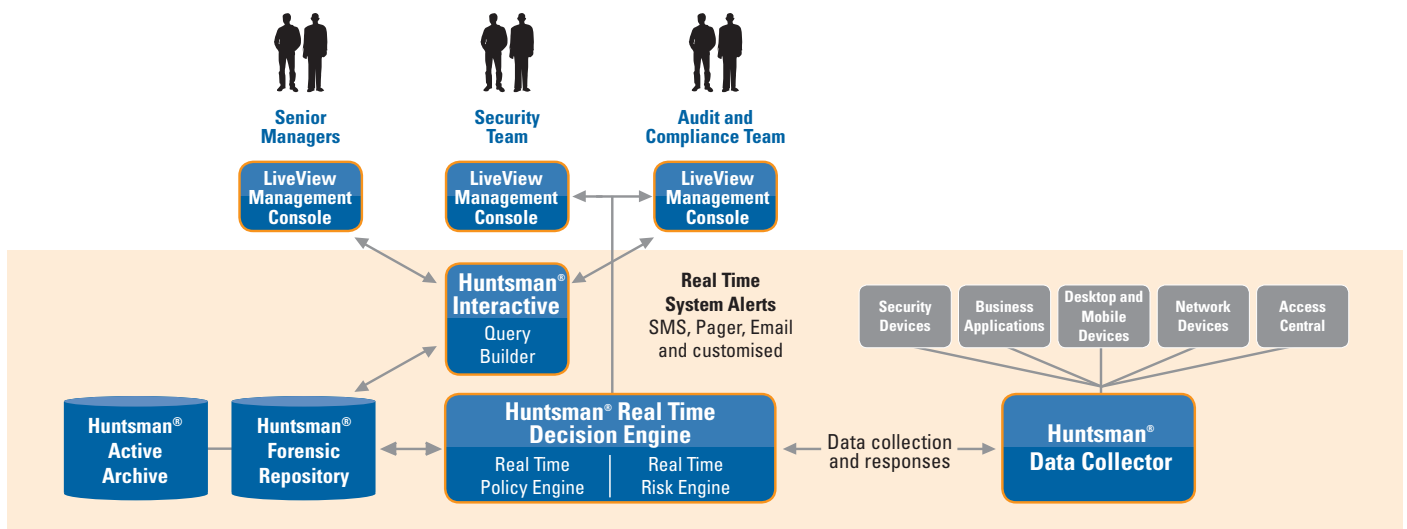 Senior
Managers
Security
Team
Audit and
Compliance Team
LiveView
Management
Console
LiveView
Management
Console
LiveView
Management
Console
Huntsman®
Interactive
Query
Builder
Real Time
System Alerts
SMS, Pager, Email
and customised
Security
Devices
Business
Applications
Desktop and
Mobile
Devices
Network
Devices
Access
Central
Huntsman®
Active
Archive
Huntsman®
Forensic
Repository
Huntsman® Real Time
Decision Engine
Real Time
Policy Engine
Real Time
Risk Engine
Data collection
and responses
Huntsman®
Data Collector